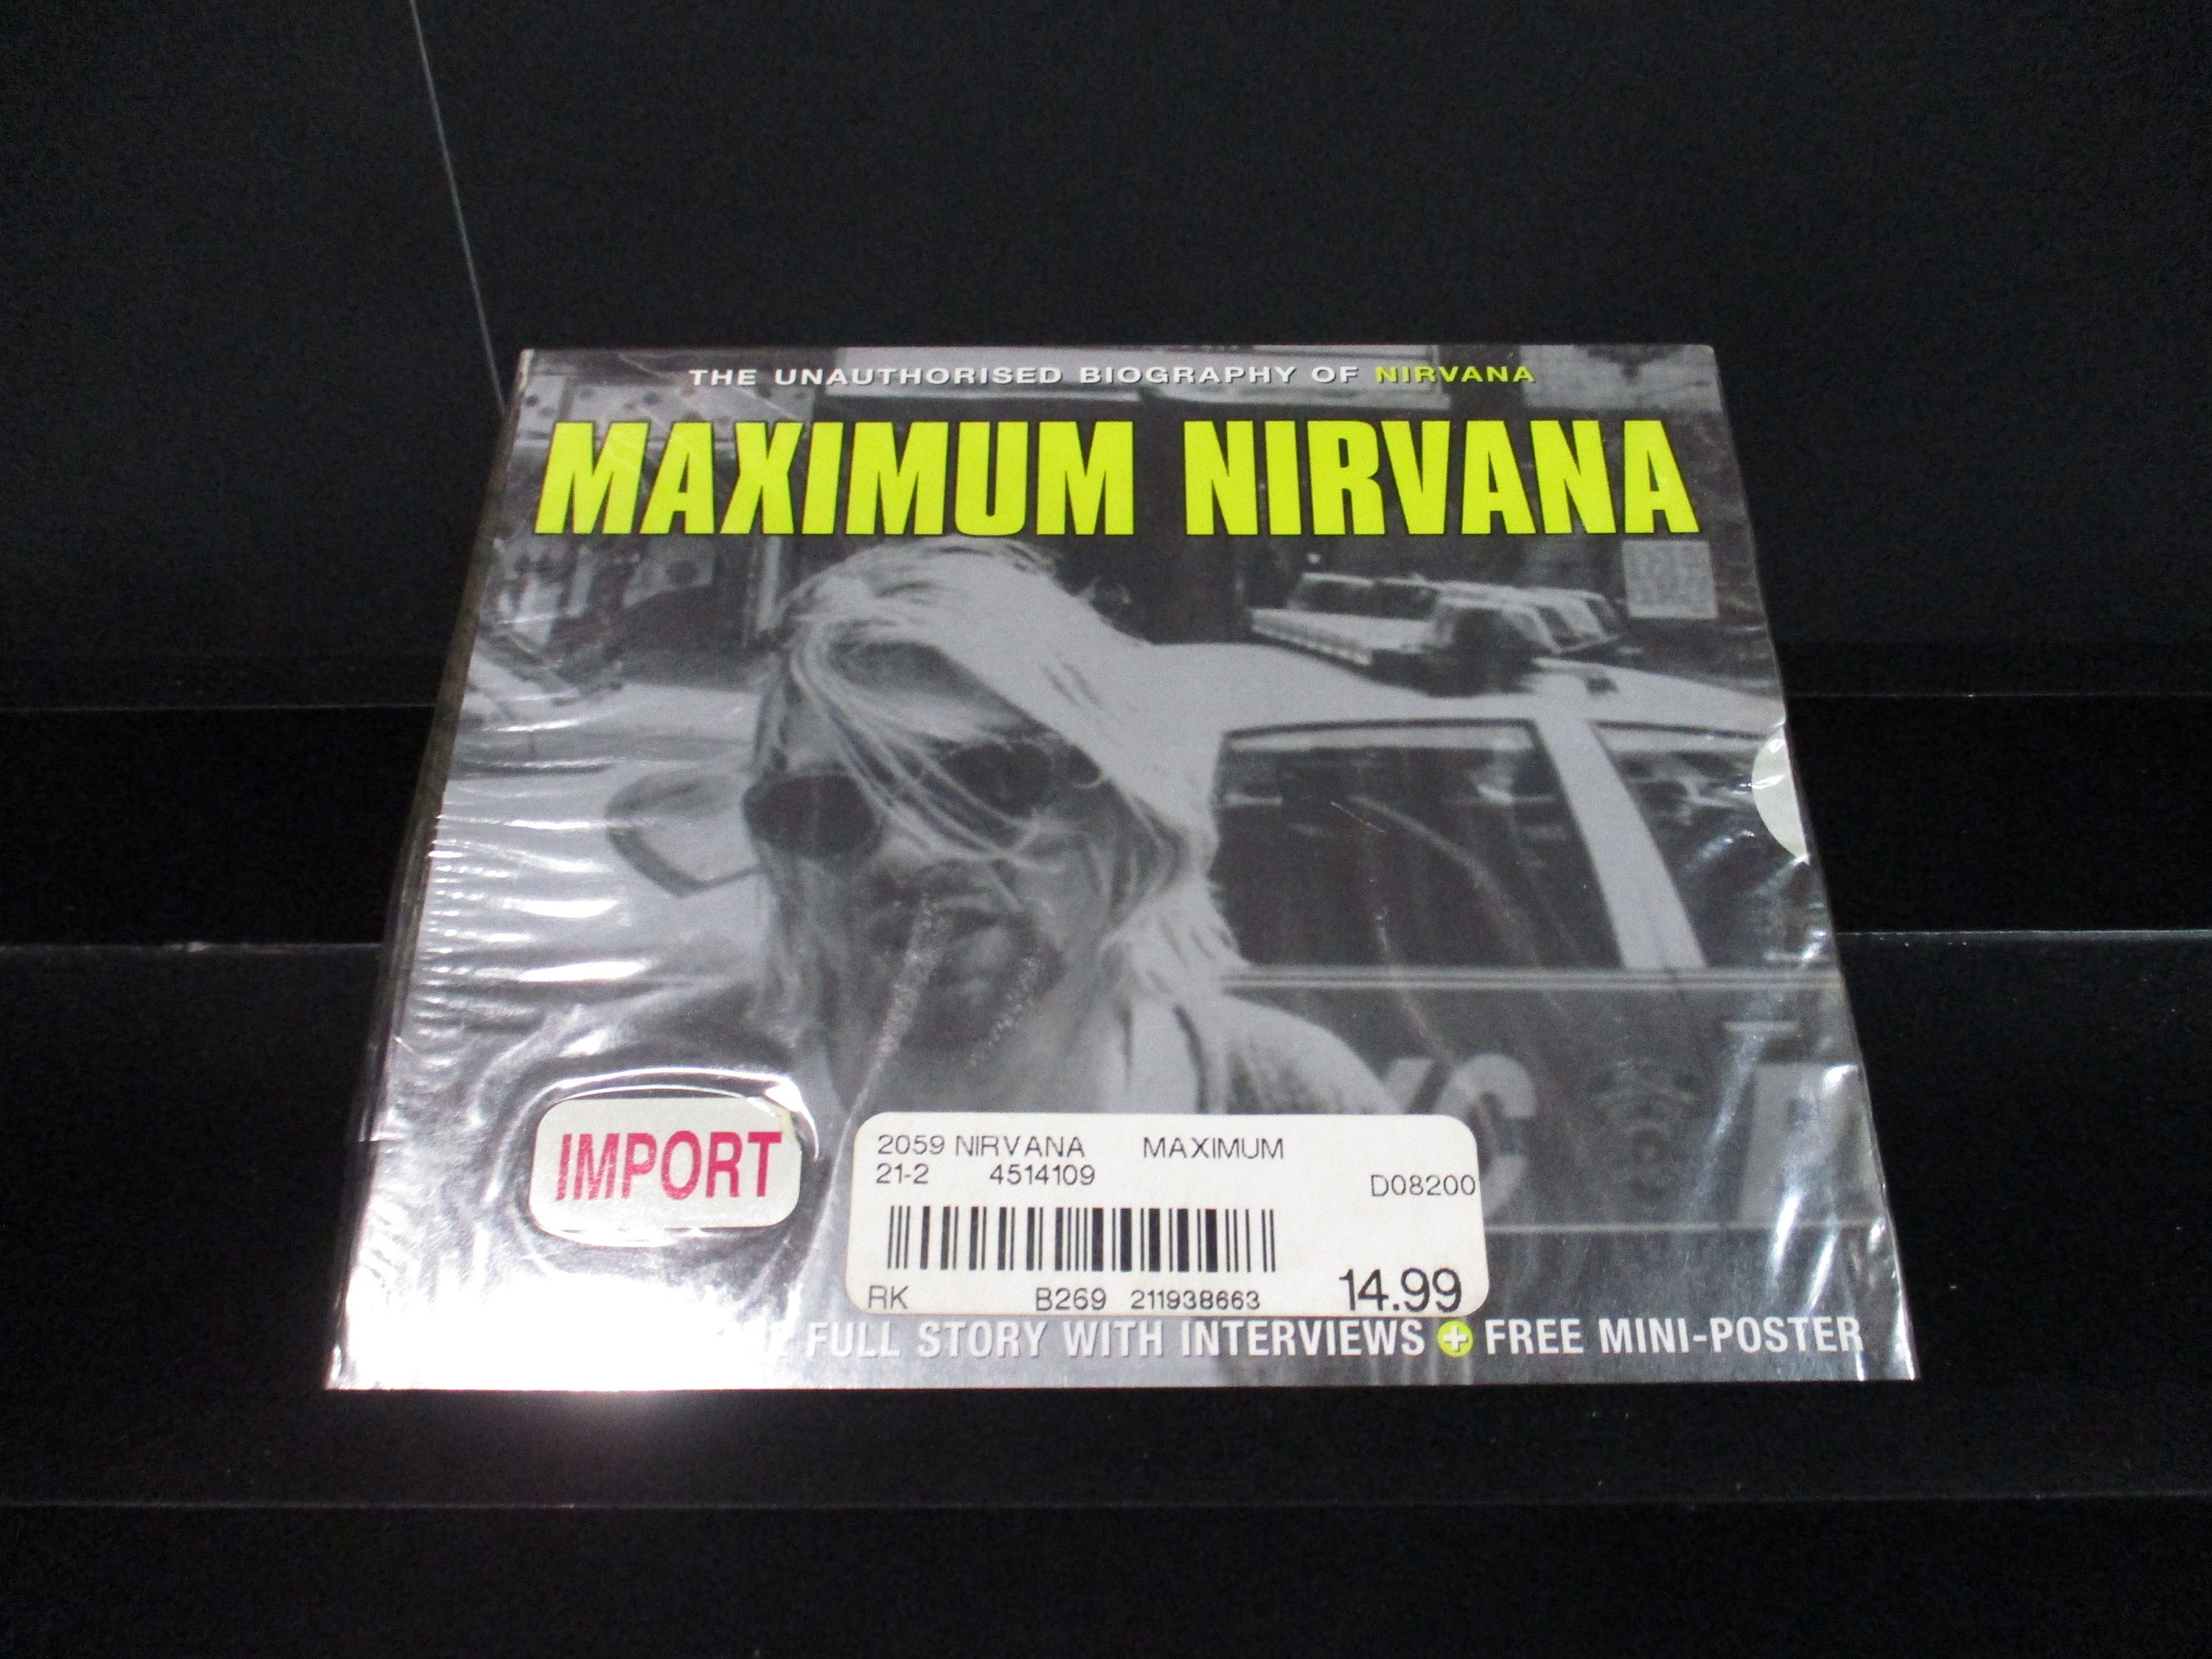 THE UNAUTHORISED BIOGRAPHY OF NIRVANA
MAXIMUM NIRVANA
IMPORT
2059 NIRVANA MAXIMUM
21-2 4514109
D08200
RK B269 211938663 14.99
FULL STORY WITH INTERVIEWS + FREE MINI-POSTER